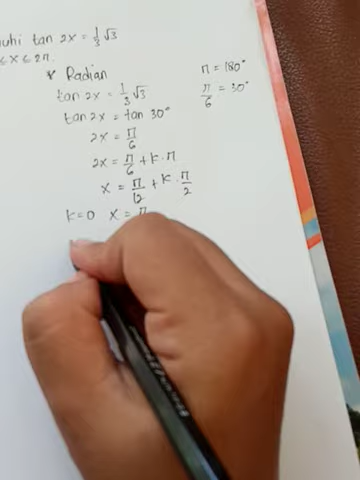 tan 2x = 1/3 √3
≤ x ≤ 2π.
* Radian
π = 180°
tan 2x = 1/3 √3
π/6 = 30°
tan 2x = tan 30°
2x = π/6
2x = π/6 + k . π
x = π/12 + k . π/2
k=0 x = π